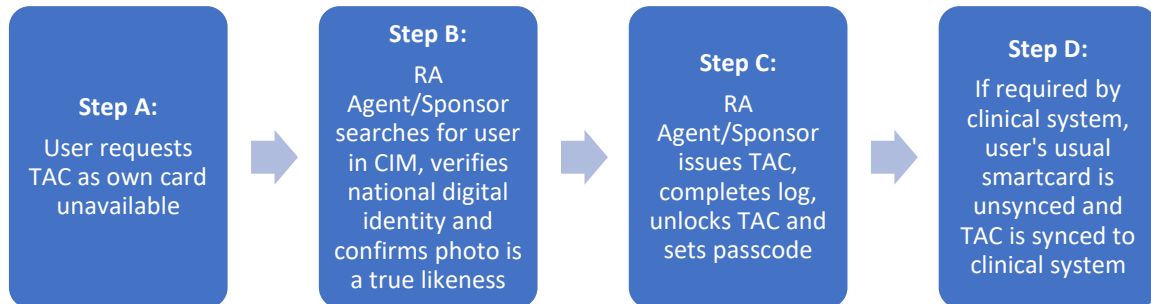 Step A:
User requests
TAC as own card
unavailable
Step B:
RA
Agent/Sponsor
searches for user
in CIM, verifies
national digital
identity and
confirms photo is
a true likeness
Step C:
RA
Agent/Sponsor
issues TAC,
completes log,
unlocks TAC and
sets passcode
Step D:
If required by
clinical system,
user's usual
smartcard is
unsynced and
TAC is synced to
clinical system